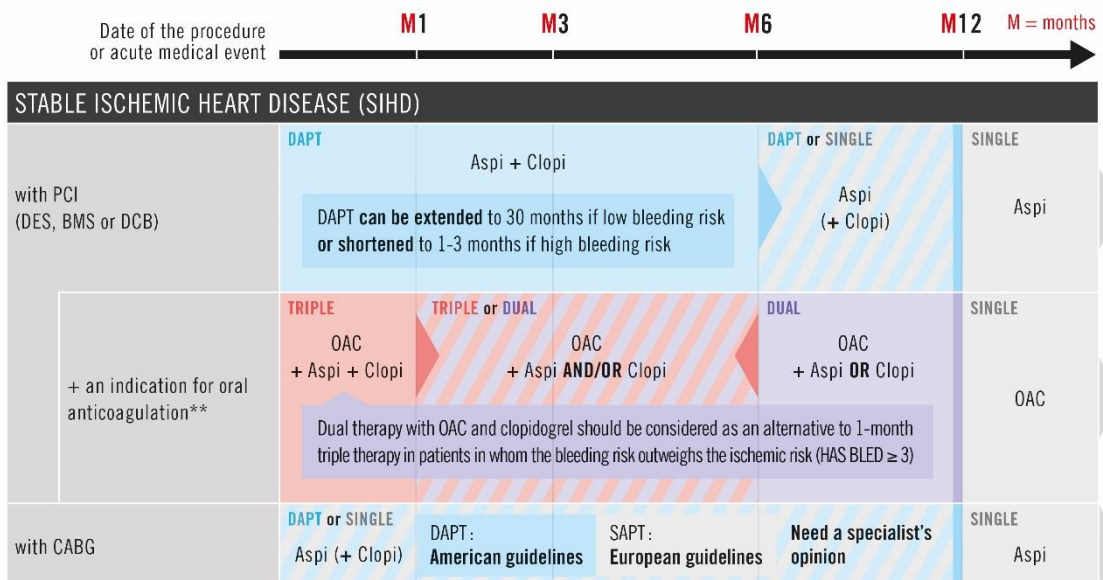 Date of the procedure
or acute medical event
M1
M3
M6
M12
M = months
STABLE ISCHEMIC HEART DISEASE (SIHD)
with PCI
(DES, BMS or DCB)
DAPT
Aspi + Clopi
DAPT can be extended to 30 months if low bleeding risk
or shortened to 1-3 months if high bleeding risk
DAPT or SINGLE
Aspi
(+ Clopi)
SINGLE
Aspi
+ an indication for oral
anticoagulation**
TRIPLE
OAC
+ Aspi + Clopi
TRIPLE or DUAL
OAC
+ Aspi AND/OR Clopi
DUAL
OAC
+ Aspi OR Clopi
SINGLE
OAC
Dual therapy with OAC and clopidogrel should be considered as an alternative to 1-month
triple therapy in patients in whom the bleeding risk outweighs the ischemic risk (HAS BLED ≥ 3)
with CABG
DAPT or SINGLE
Aspi (+ Clopi)
DAPT :
American guidelines
SAPT :
European guidelines
Need a specialist's
opinion
SINGLE
Aspi